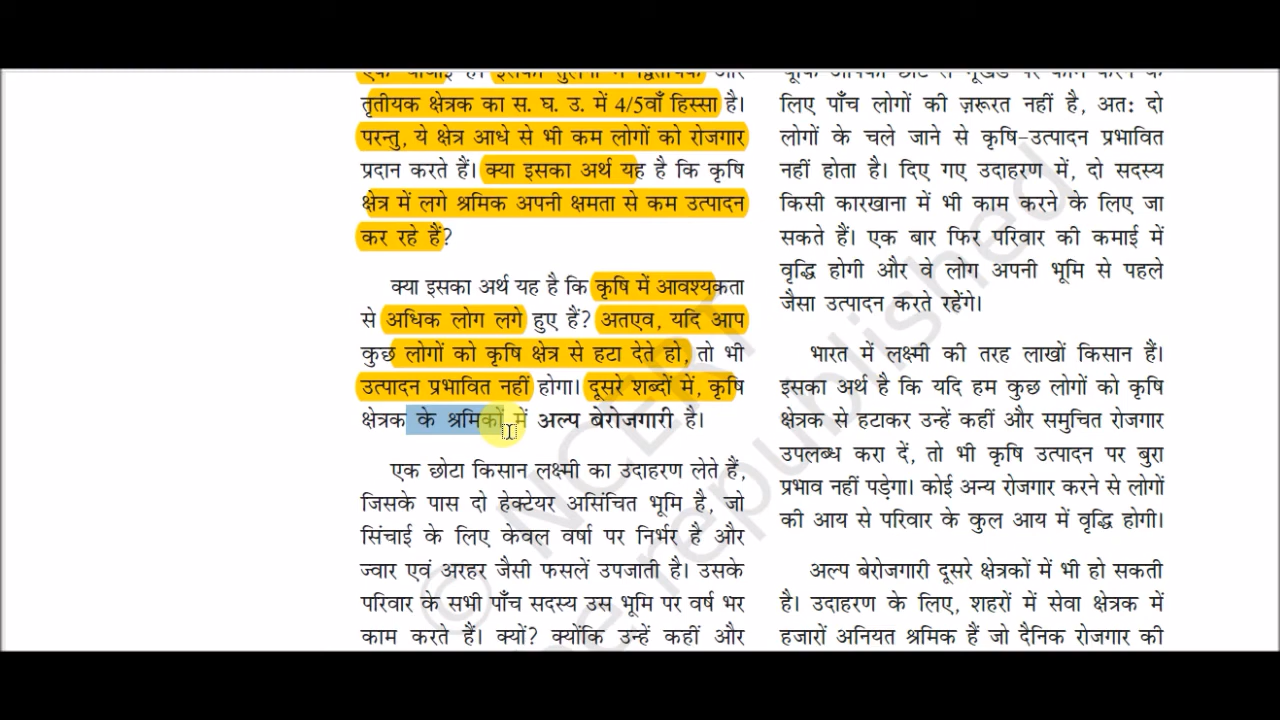 तृतीयक क्षेत्रक का स. घ. उ. में 4/5वाँ हिस्सा है।
परन्तु, ये क्षेत्र आधे से भी कम लोगों को रोजगार
प्रदान करते हैं। क्या इसका अर्थ यह है कि कृषि
क्षेत्र में लगे श्रमिक अपनी क्षमता से कम उत्पादन
कर रहे हैं?
क्या इसका अर्थ यह है कि कृषि में आवश्यकता
से अधिक लोग लगे हुए हैं? अतएव, यदि आप
कुछ लोगों को कृषि क्षेत्र से हटा देते हो, तो भी
उत्पादन प्रभावित नहीं होगा। दूसरे शब्दों में, कृषि
क्षेत्रक के श्रमिकों में अल्प बेरोजगारी है।
एक छोटा किसान लक्ष्मी का उदाहरण लेते हैं,
जिसके पास दो हेक्टेयर असिंचित भूमि है, जो
सिंचाई के लिए केवल वर्षा पर निर्भर है और
ज्वार एवं अरहर जैसी फसलें उपजाती है। उसके
परिवार के सभी पाँच सदस्य उस भूमि पर वर्ष भर
काम करते हैं। क्यों? क्योंकि उन्हें कहीं और
लिए पाँच लोगों की ज़रूरत नहीं है, अतः दो
लोगों के चले जाने से कृषि-उत्पादन प्रभावित
नहीं होता है। दिए गए उदाहरण में, दो सदस्य
किसी कारखाना में भी काम करने के लिए जा
सकते हैं। एक बार फिर परिवार की कमाई में
वृद्धि होगी और वे लोग अपनी भूमि से पहले
जैसा उत्पादन करते रहेंगे।
भारत में लक्ष्मी की तरह लाखों किसान हैं।
इसका अर्थ है कि यदि हम कुछ लोगों को कृषि
क्षेत्रक से हटाकर उन्हें कहीं और समुचित रोजगार
उपलब्ध करा दें, तो भी कृषि उत्पादन पर बुरा
प्रभाव नहीं पड़ेगा। कोई अन्य रोजगार करने से लोगों
की आय से परिवार के कुल आय में वृद्धि होगी।
अल्प बेरोजगारी दूसरे क्षेत्रकों में भी हो सकती
है। उदाहरण के लिए, शहरों में सेवा क्षेत्रक में
हजारों अनियत श्रमिक हैं जो दैनिक रोजगार की
© NCERT
republished